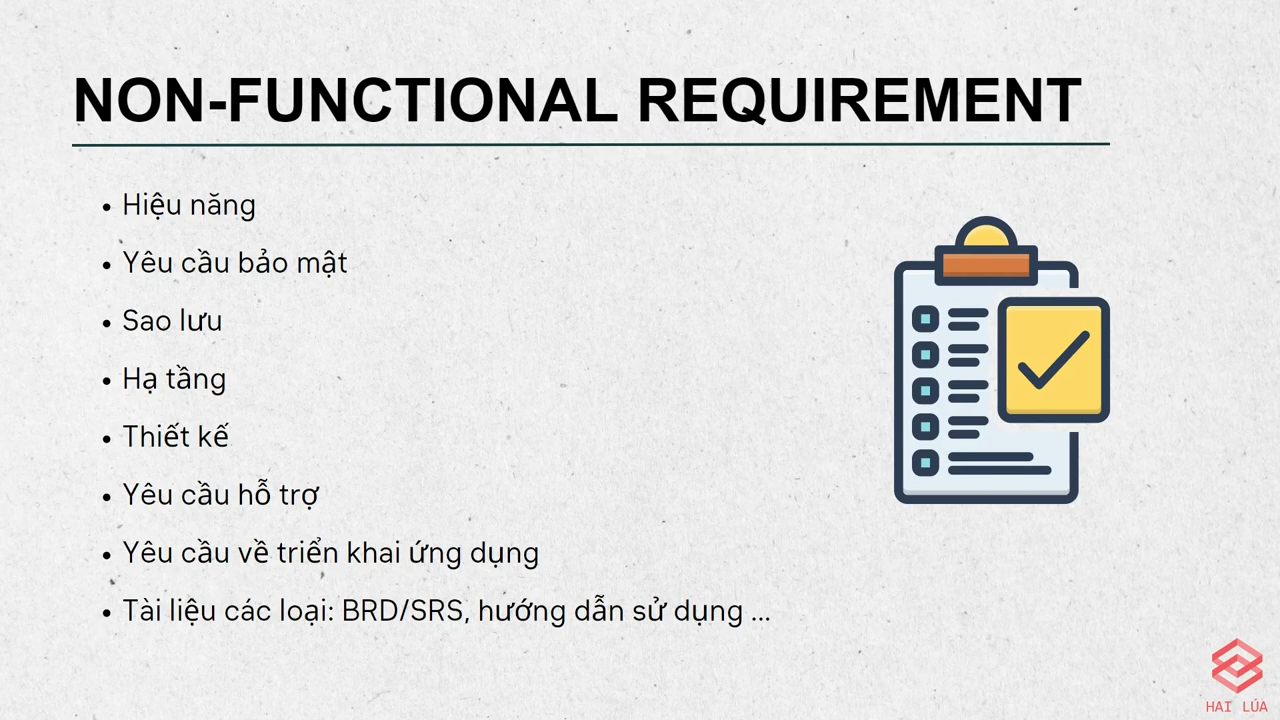 NON-FUNCTIONAL REQUIREMENT
• Hiệu năng
• Yêu cầu bảo mật
• Sao lưu
• Hạ tầng
• Thiết kế
• Yêu cầu hỗ trợ
• Yêu cầu về triển khai ứng dụng
• Tài liệu các loại: BRD/SRS, hướng dẫn sử dụng ...
HAI LÚA